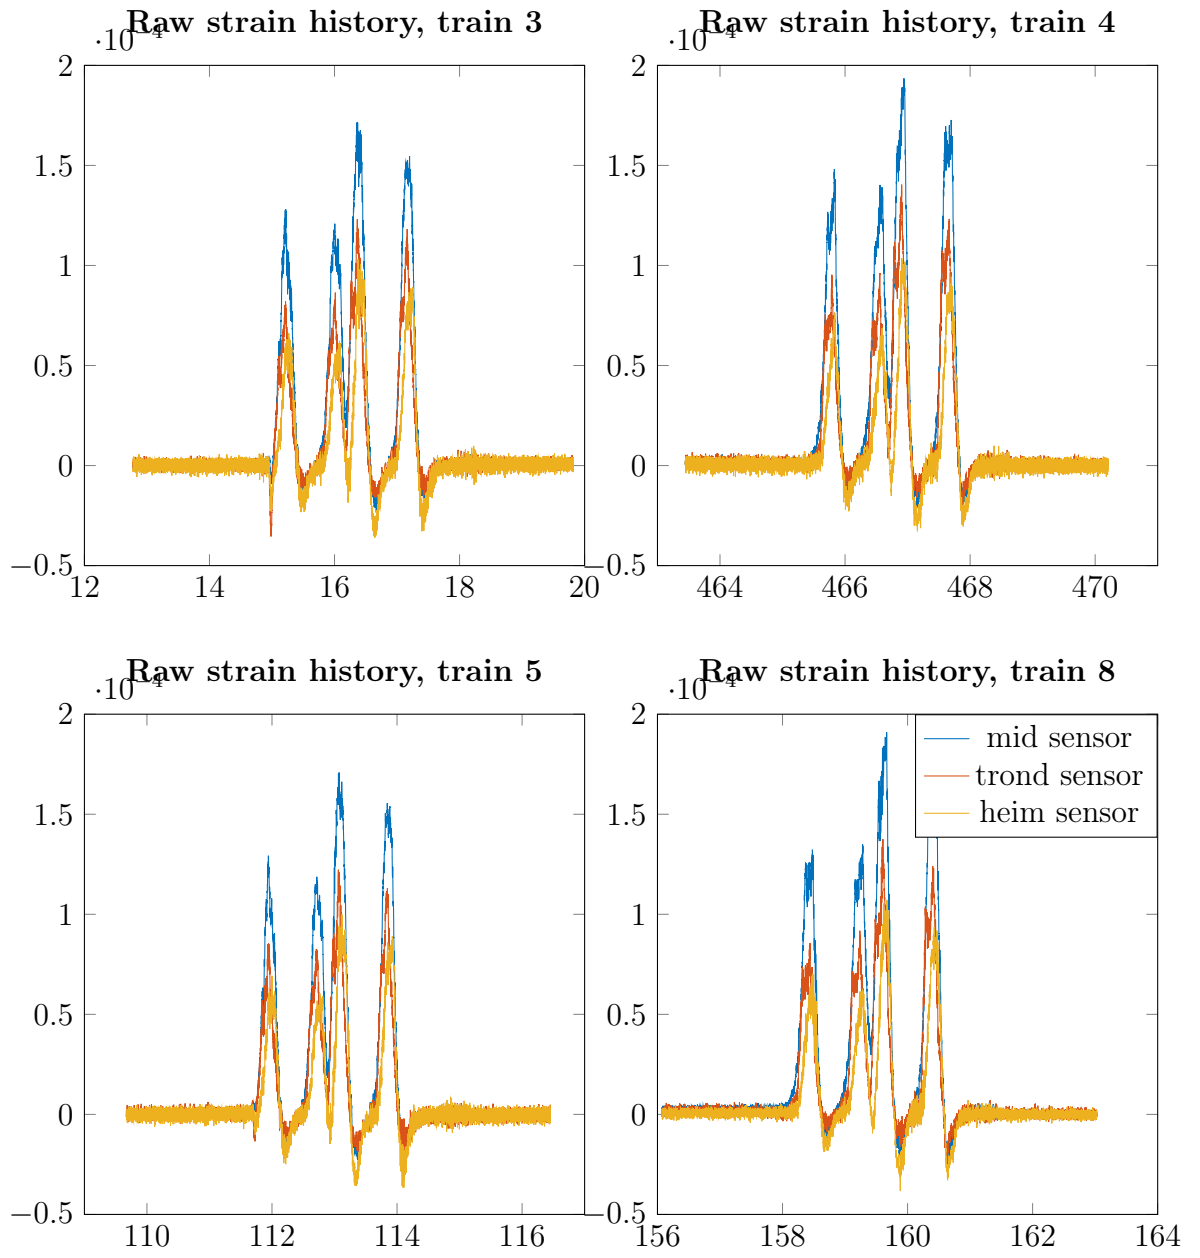 Raw strain history, train 3
·10⁻⁴
2
1.5
1
0.5
0
−0.5
12 14 16 18 20
Raw strain history, train 4
·10⁻⁴
2
1.5
1
0.5
0
−0.5
464 466 468 470
Raw strain history, train 5
·10⁻⁴
2
1.5
1
0.5
0
−0.5
110 112 114 116
Raw strain history, train 8
·10⁻⁴
2
1.5
1
0.5
0
−0.5
156 158 160 162 164
mid sensor
trond sensor
heim sensor